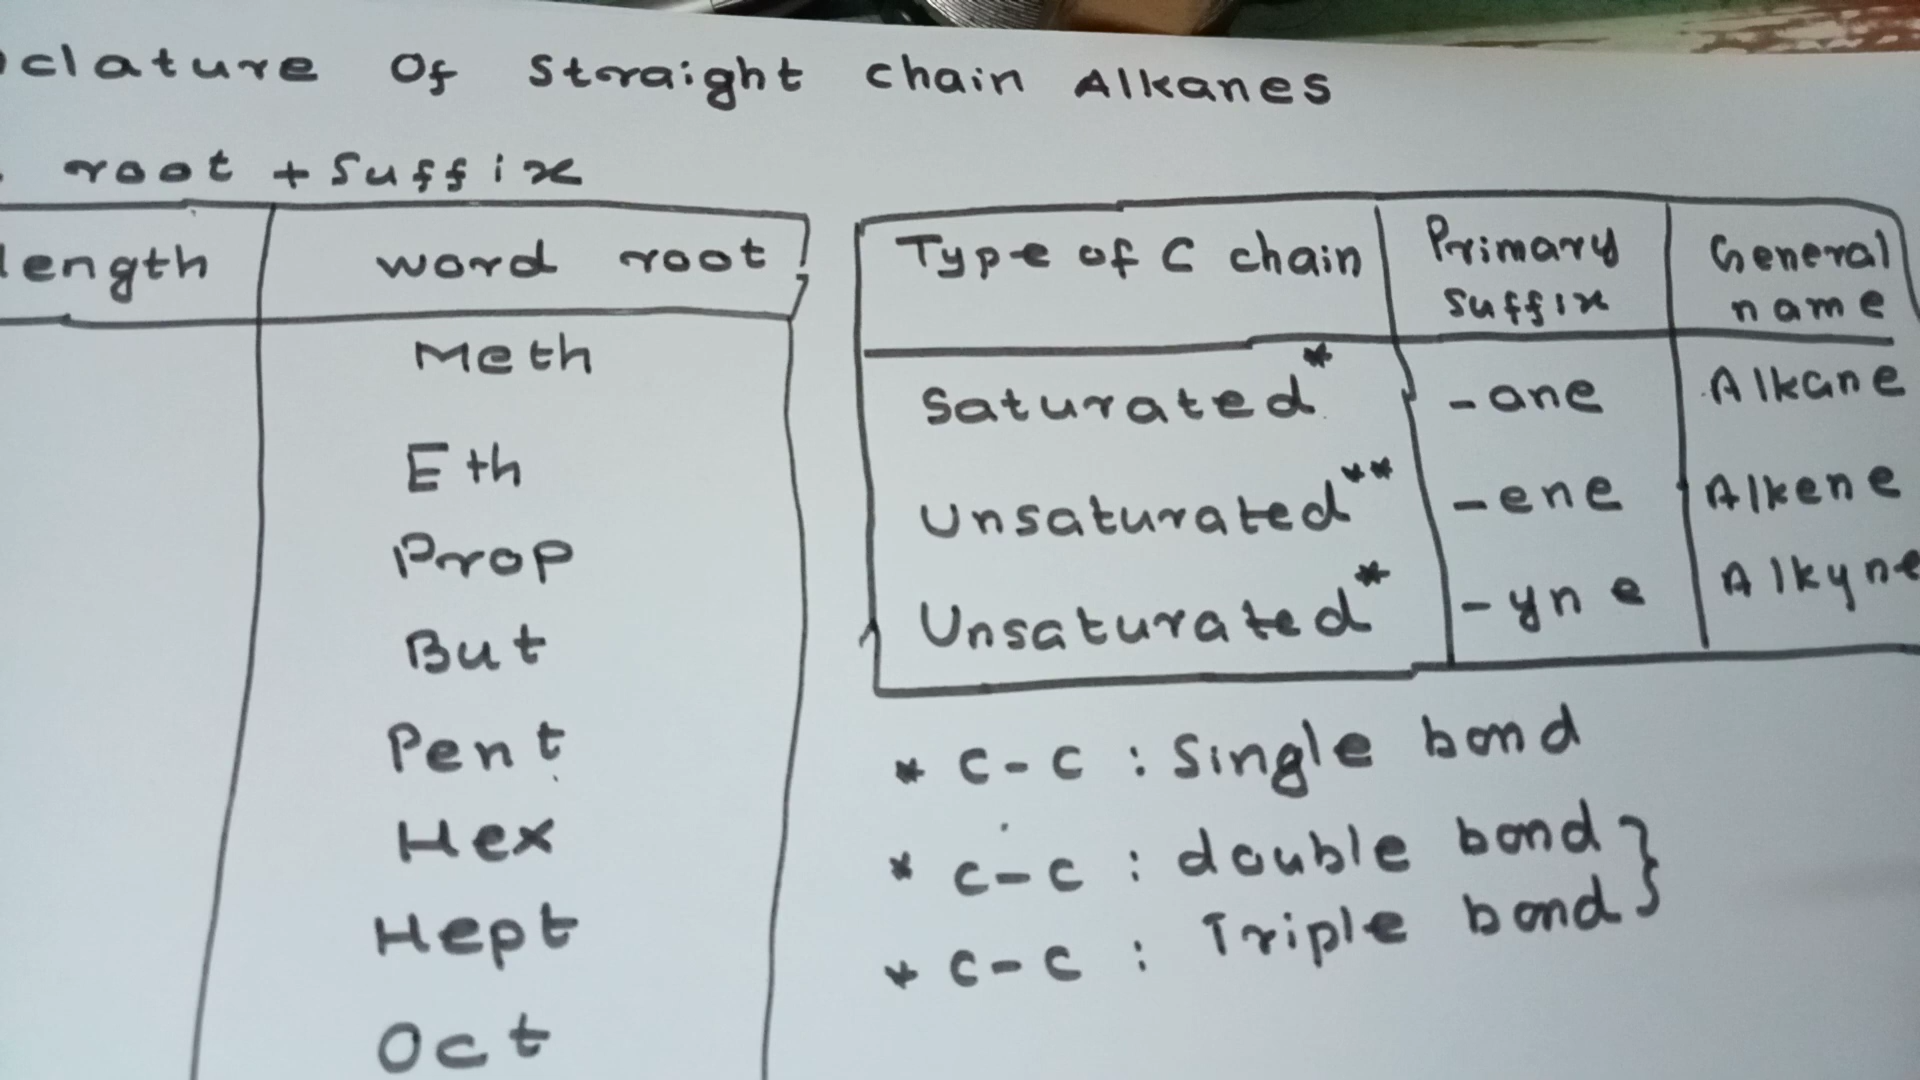 clature Of Straight chain Alkanes
root + Suffix
length word root
Meth
Eth
Prop
But
Pent
Hex
Hept
Oct
Type of C chain Primary suffix General name
Saturated* -ane Alkane
Unsaturated** -ene Alkene
Unsaturated* -yne Alkyne
* C-C : Single bond
* C-C : double bond }
* C-C : Triple bond